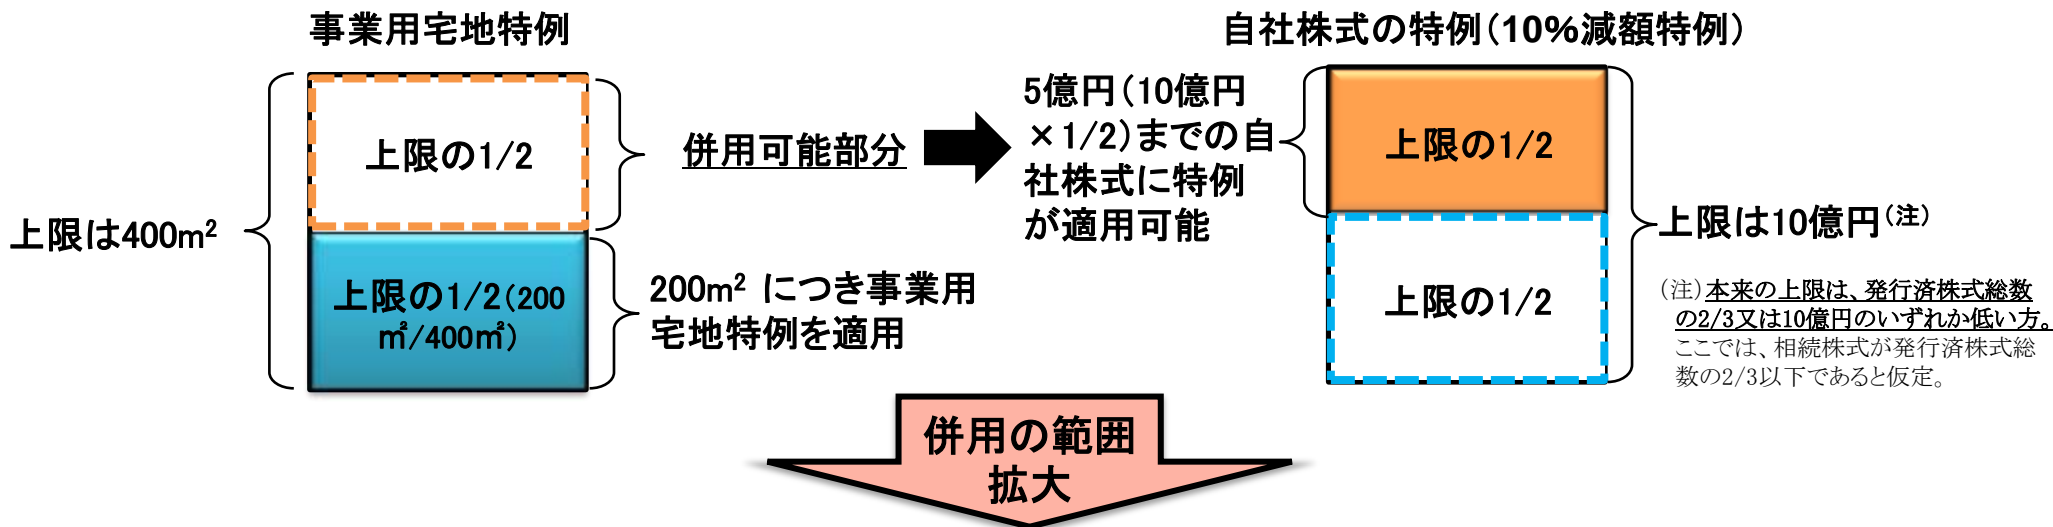 事業用宅地特例
上限は400m²
上限の1/2
上限の1/2(200
㎡/400㎡)
併用可能部分
200m² につき事業用
宅地特例を適用
自社株式の特例(10%減額特例)
5億円(10億円
×1/2)までの自
社株式に特例
が適用可能
上限の1/2
上限の1/2
上限は10億円(注)
(注)本来の上限は、発行済株式総数
の2/3又は10億円のいずれか低い方。
ここでは、相続株式が発行済株式総
数の2/3以下であると仮定。
併用の範囲
拡大